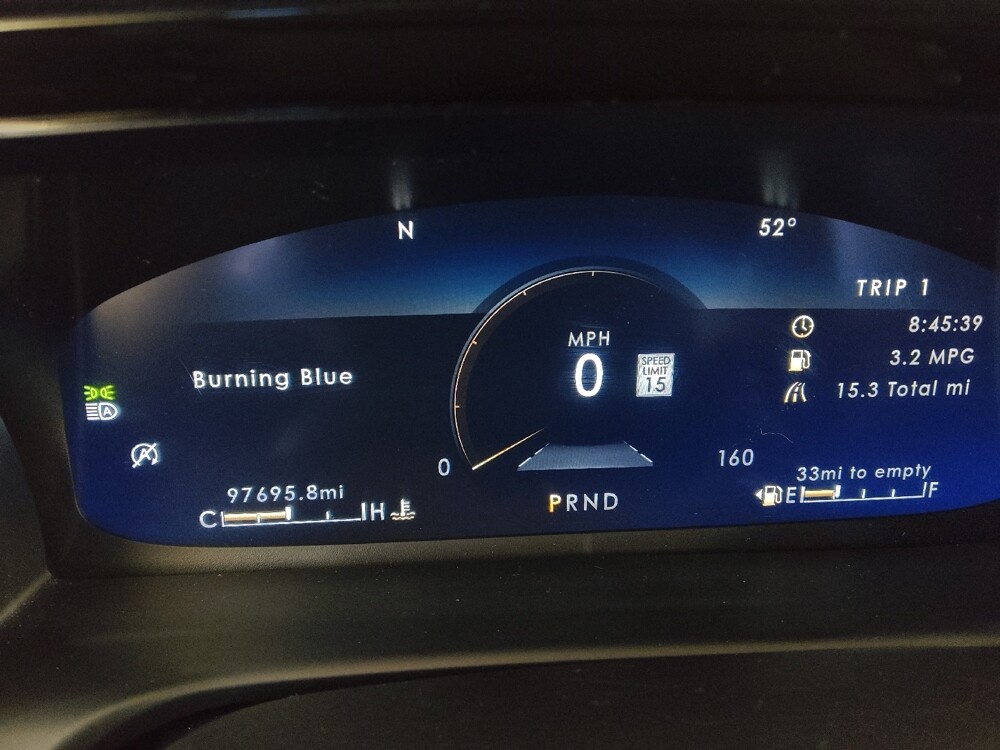 N
52°
TRIP 1
8:45:39
3.2 MPG
15.3 Total mi
Burning Blue
MPH
0
SPEED
LIMIT
15
A
A
0
160
97695.8mi
C H
PRND
33mi to empty
E F